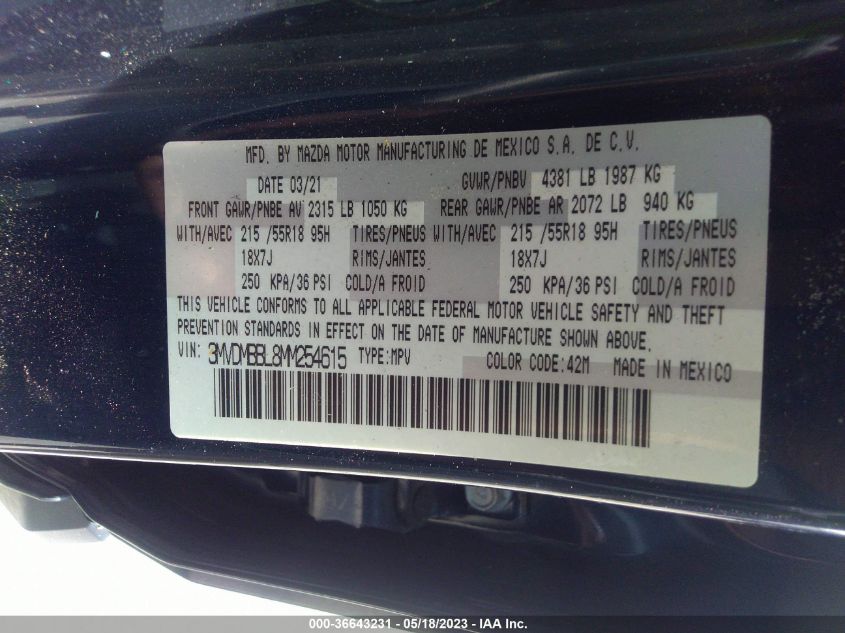 MFD. BY MAZDA MOTOR MANUFACTURING DE MEXICO S.A. DE C.V.
DATE 03/21 GVWR/PNBV 4381 LB 1987 KG
FRONT GAWR/PNBE AV 2315 LB 1050 KG REAR GAWR/PNBE AR 2072 LB 940 KG
WITH/AVEC 215 /55R18 95H TIRES/PNEUS WITH/AVEC 215 /55R18 95H TIRES/PNEUS
18X7J RIMS/JANTES 18X7J RIMS/JANTES
250 KPA/36 PSI COLD/A FROID 250 KPA/36 PSI COLD/A FROID
THIS VEHICLE CONFORMS TO ALL APPLICABLE FEDERAL MOTOR VEHICLE SAFETY AND THEFT
PREVENTION STANDARDS IN EFFECT ON THE DATE OF MANUFACTURE SHOWN ABOVE.
VIN: 3MVDMBBL8MM254615 TYPE:MPV COLOR CODE:42M MADE IN MEXICO
000-36643231 - 05/18/2023 - IAA Inc.